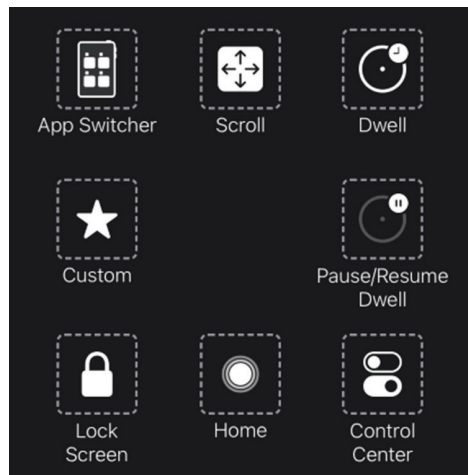 App Switcher
Scroll
Dwell
Custom
Pause/Resume
Dwell
Lock
Screen
Home
Control
Center